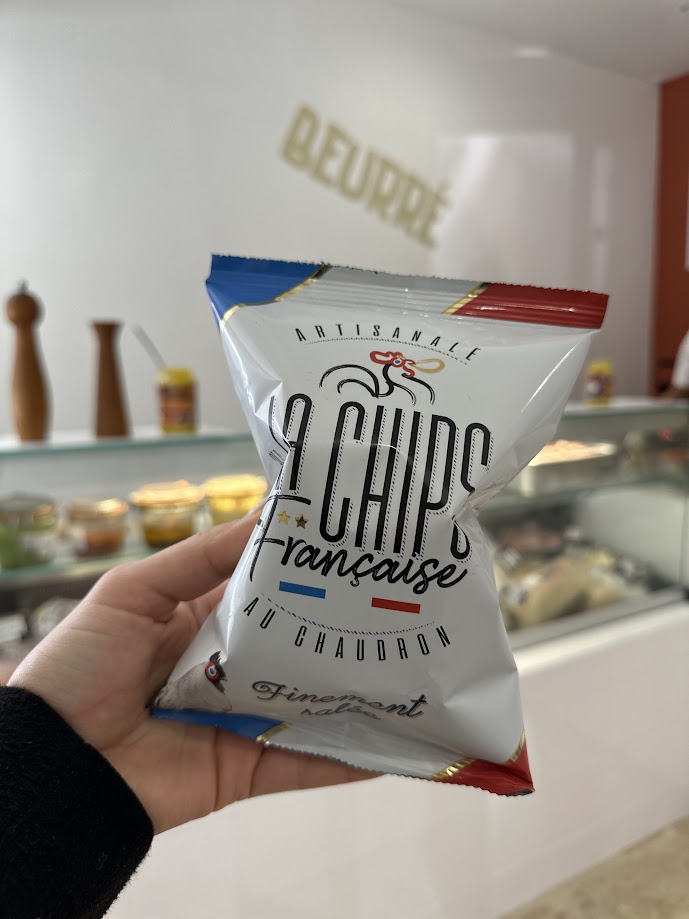 BEURRÉ
ARTISANALE
LA CHIPS
Française
AU CHAUDRON
Finement
salée